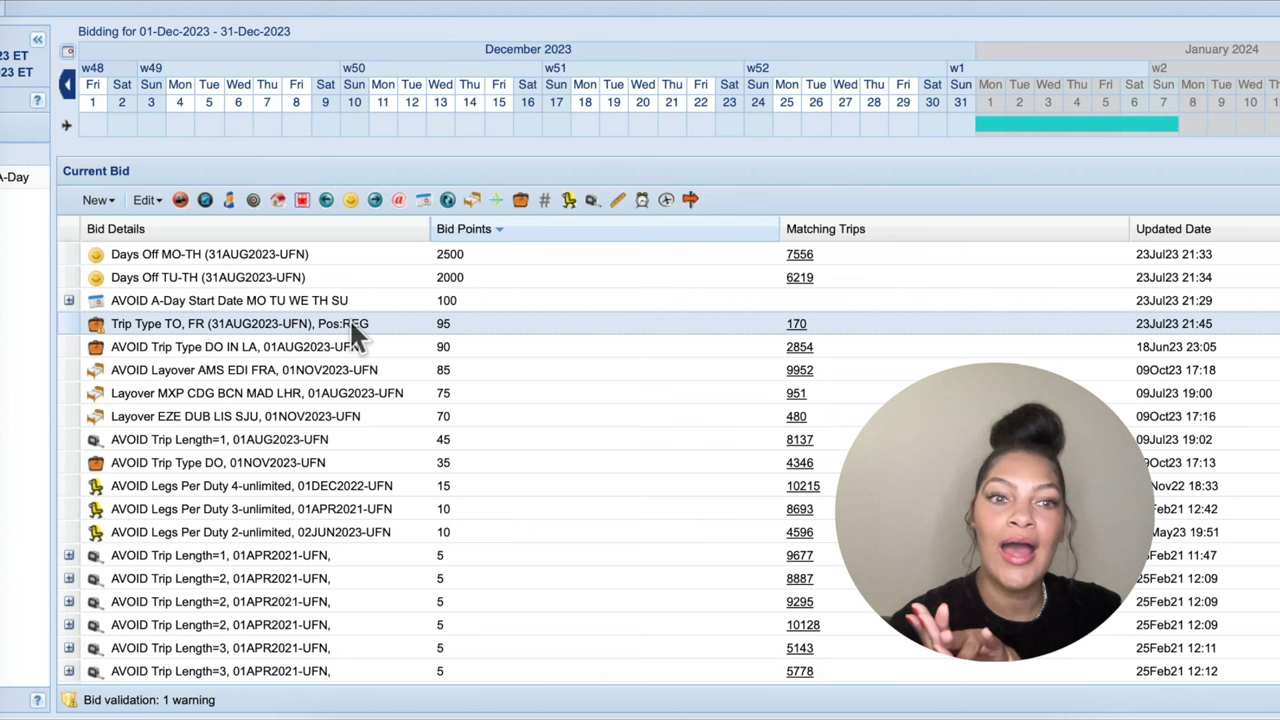 Bidding for 01-Dec-2023 - 31-Dec-2023
23 ET
023 ET
?
A-Day
December 2023 January 2024
w48 w49 w50 w51 w52 w1 w2
Fri Sat Sun Mon Tue Wed Thu Fri Sat Sun Mon Tue Wed Thu Fri Sat Sun Mon Tue Wed Thu Fri Sat Sun Mon Tue Wed Thu Fri Sat Sun Mon Tue Wed Thu Fri Sat Sun Mon Tue Wed
1 2 3 4 5 6 7 8 9 10 11 12 13 14 15 16 17 18 19 20 21 22 23 24 25 26 27 28 29 30 31 1 2 3 4 5 6 7 8 9 10
Current Bid
New Edit
Bid Details Bid Points Matching Trips Updated Date
Days Off MO-TH (31AUG2023-UFN) 2500 7556 23Jul23 21:33
Days Off TU-TH (31AUG2023-UFN) 2000 6219 23Jul23 21:34
AVOID A-Day Start Date MO TU WE TH SU 100 23Jul23 21:29
Trip Type TO, FR (31AUG2023-UFN), Pos:REG 95 170 23Jul23 21:45
AVOID Trip Type DO IN LA, 01AUG2023-UFN 90 2854 18Jun23 23:05
AVOID Layover AMS EDI FRA, 01NOV2023-UFN 85 9952 09Oct23 17:18
Layover MXP CDG BCN MAD LHR, 01AUG2023-UFN 75 951 09Jul23 19:00
Layover EZE DUB LIS SJU, 01NOV2023-UFN 70 480 09Oct23 17:16
AVOID Trip Length=1, 01AUG2023-UFN 45 8137 09Jul23 19:02
AVOID Trip Type DO, 01NOV2023-UFN 35 4346 9Oct23 17:13
AVOID Legs Per Duty 4-unlimited, 01DEC2022-UFN 15 10215 Nov22 18:33
AVOID Legs Per Duty 3-unlimited, 01APR2021-UFN 10 8693 Feb21 12:42
AVOID Legs Per Duty 2-unlimited, 02JUN2023-UFN 10 4596 May23 19:51
AVOID Trip Length=1, 01APR2021-UFN, 5 9677 Feb21 11:47
AVOID Trip Length=2, 01APR2021-UFN, 5 8887 25Feb21 12:09
AVOID Trip Length=2, 01APR2021-UFN, 5 9295 25Feb21 12:09
AVOID Trip Length=2, 01APR2021-UFN, 5 10128 25Feb21 12:09
AVOID Trip Length=3, 01APR2021-UFN, 5 5143 25Feb21 12:11
AVOID Trip Length=3, 01APR2021-UFN, 5 5778 25Feb21 12:12
? Bid validation: 1 warning